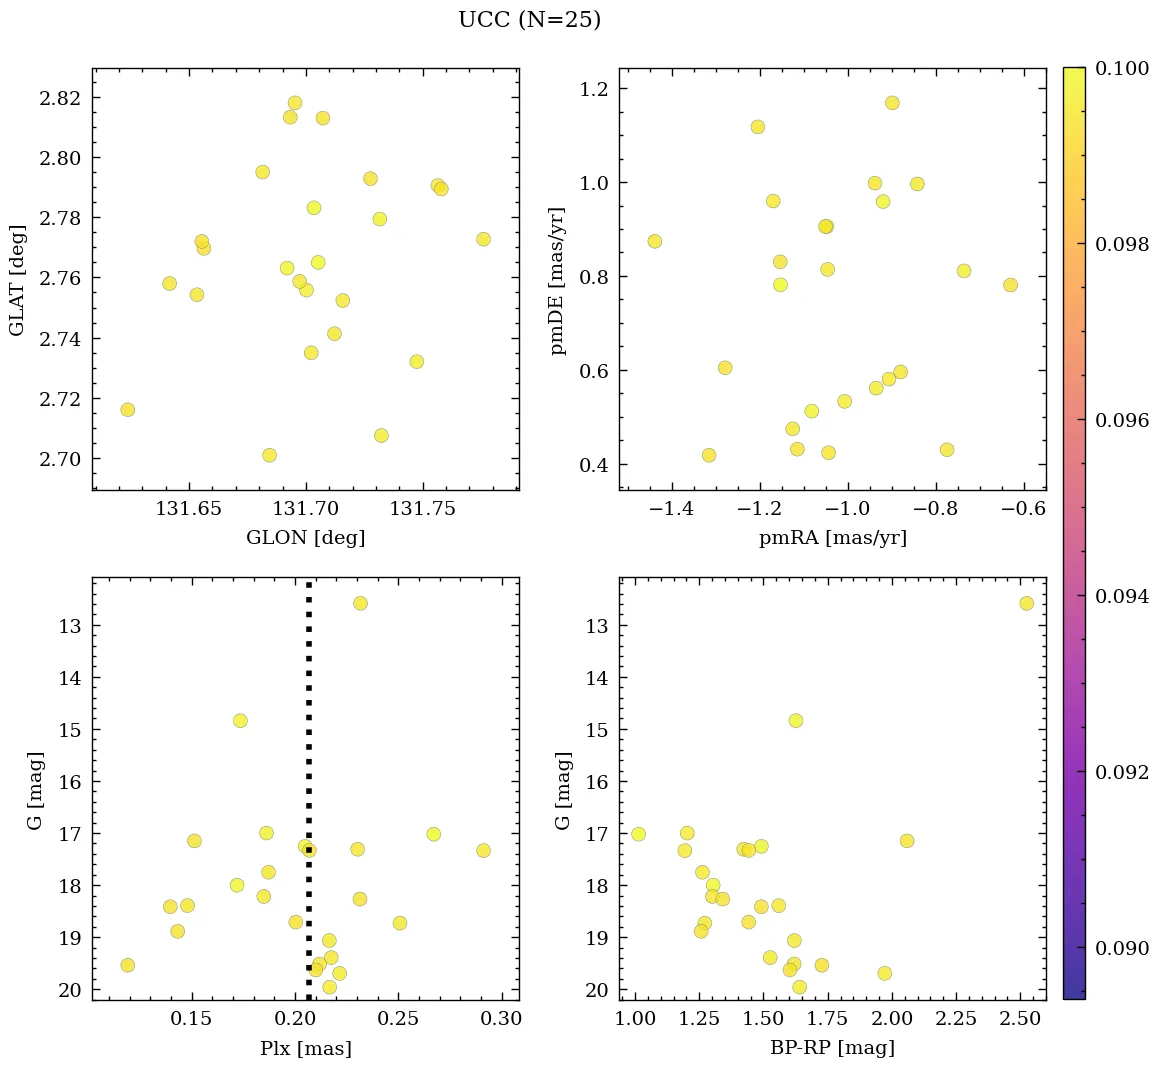 UCC (N=25)
2.82
2.80
2.78
2.76
2.74
2.72
2.70
GLAT [deg]
131.65 131.70 131.75
GLON [deg]
1.2
1.0
0.8
0.6
0.4
pmDE [mas/yr]
−1.4 −1.2 −1.0 −0.8 −0.6
pmRA [mas/yr]
0.100
0.098
0.096
0.094
0.092
0.090
13
14
15
16
17
18
19
20
G [mag]
0.15 0.20 0.25 0.30
Plx [mas]
13
14
15
16
17
18
19
20
G [mag]
1.00 1.25 1.50 1.75 2.00 2.25 2.50
BP-RP [mag]